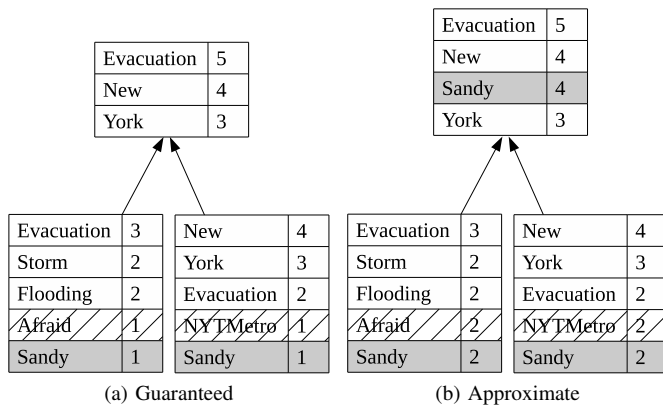 Evacuation 5
New 4
York 3
Evacuation 5
New 4
Sandy 4
York 3
Evacuation 3
Storm 2
Flooding 2
Afraid 1
Sandy 1
New 4
York 3
Evacuation 2
NYTMetro 1
Sandy 1
Evacuation 3
Storm 2
Flooding 2
Afraid 2
Sandy 2
New 4
York 3
Evacuation 2
NYTMetro 2
Sandy 2
(a) Guaranteed
(b) Approximate